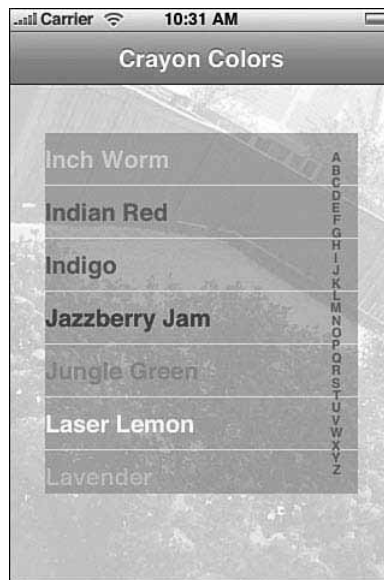 Carrier 10:31 AM
Crayon Colors
Inch Worm
Indian Red
Indigo
Jazzberry Jam
Jungle Green
Laser Lemon
Lavender
A
B
C
D
E
F
G
H
I
J
K
L
M
N
O
P
Q
R
S
T
U
V
W
X
Y
Z